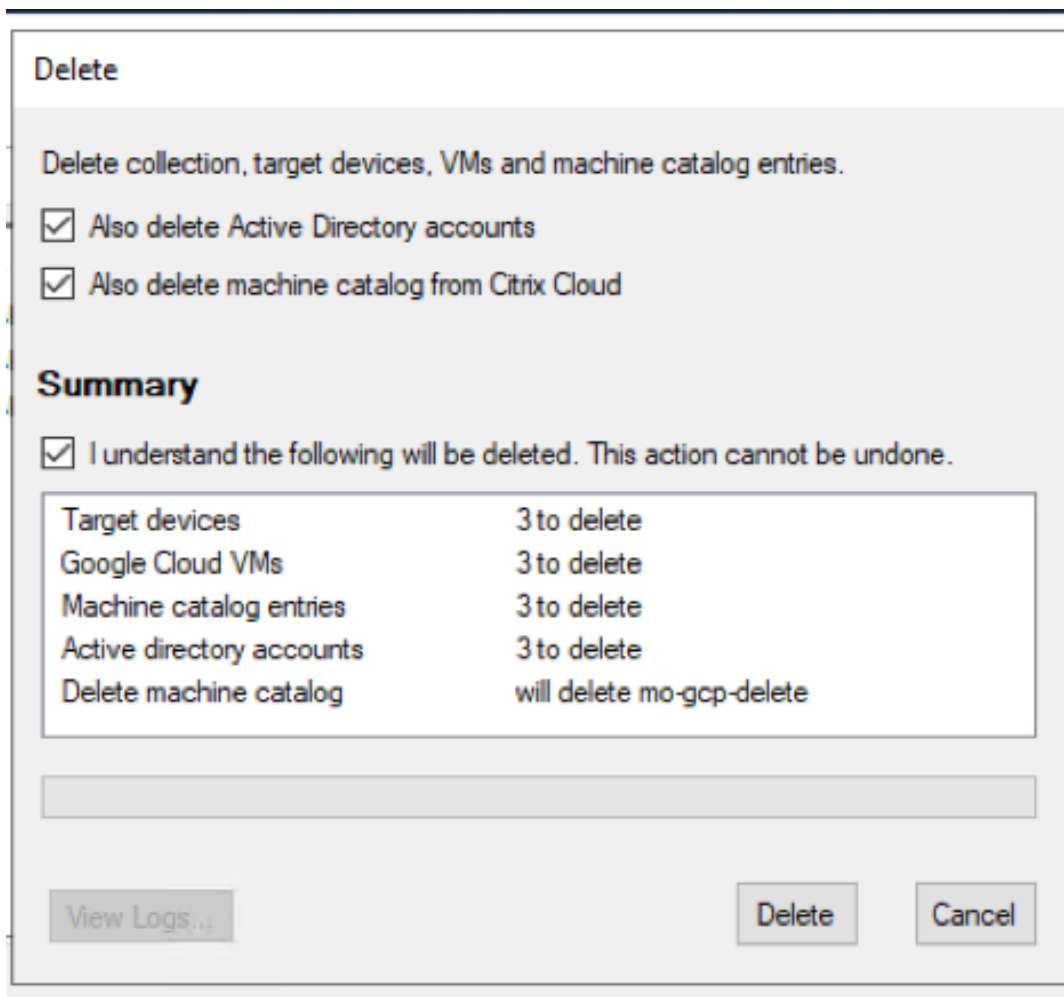 Delete
Delete collection, target devices, VMs and machine catalog entries.
Also delete Active Directory accounts
Also delete machine catalog from Citrix Cloud
Summary
I understand the following will be deleted. This action cannot be undone.
Target devices 3 to delete
Google Cloud VMs 3 to delete
Machine catalog entries 3 to delete
Active directory accounts 3 to delete
Delete machine catalog will delete mo-gcp-delete
View Logs... Delete Cancel